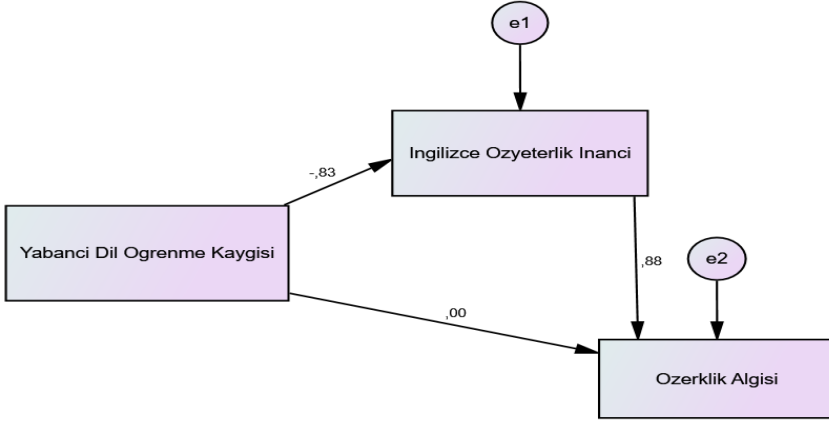 e1
Ingilizce Ozyeterlik Inanci
-,83
Yabanci Dil Ogrenme Kaygisi
,88
e2
,00
Ozerklik Algisi